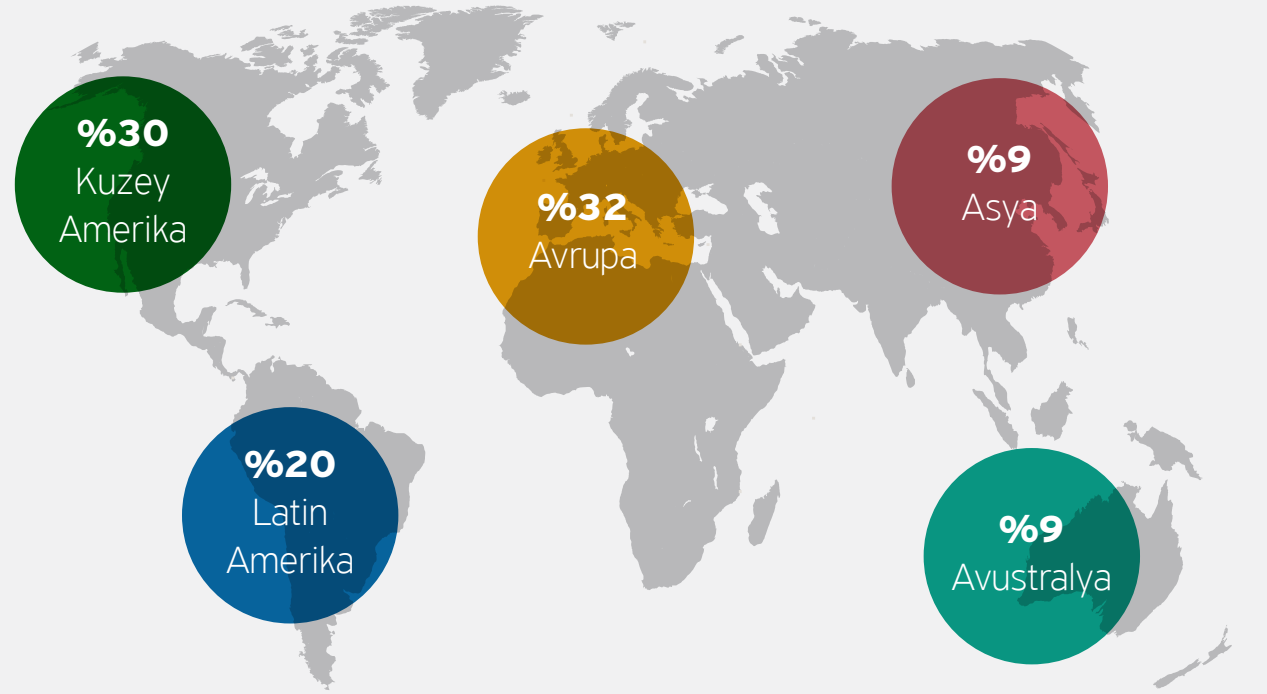 %30
Kuzey
Amerika
%32
Avrupa
%9
Asya
%20
Latin
Amerika
%9
Avustralya